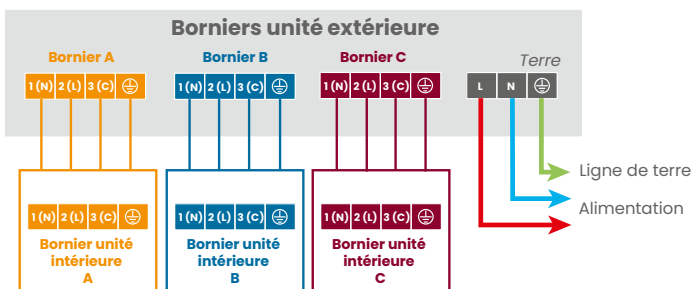 Borniers unité extérieure
Bornier A
Bornier B
Bornier C
Terre
1 (N) 2 (L) 3 (C)
1 (N) 2 (L) 3 (C)
1 (N) 2 (L) 3 (C)
L N
Ligne de terre
Alimentation
1 (N) 2 (L) 3 (C)
1 (N) 2 (L) 3 (C)
1 (N) 2 (L) 3 (C)
Bornier unité
intérieure
A
Bornier unité
intérieure
B
Bornier unité
intérieure
C